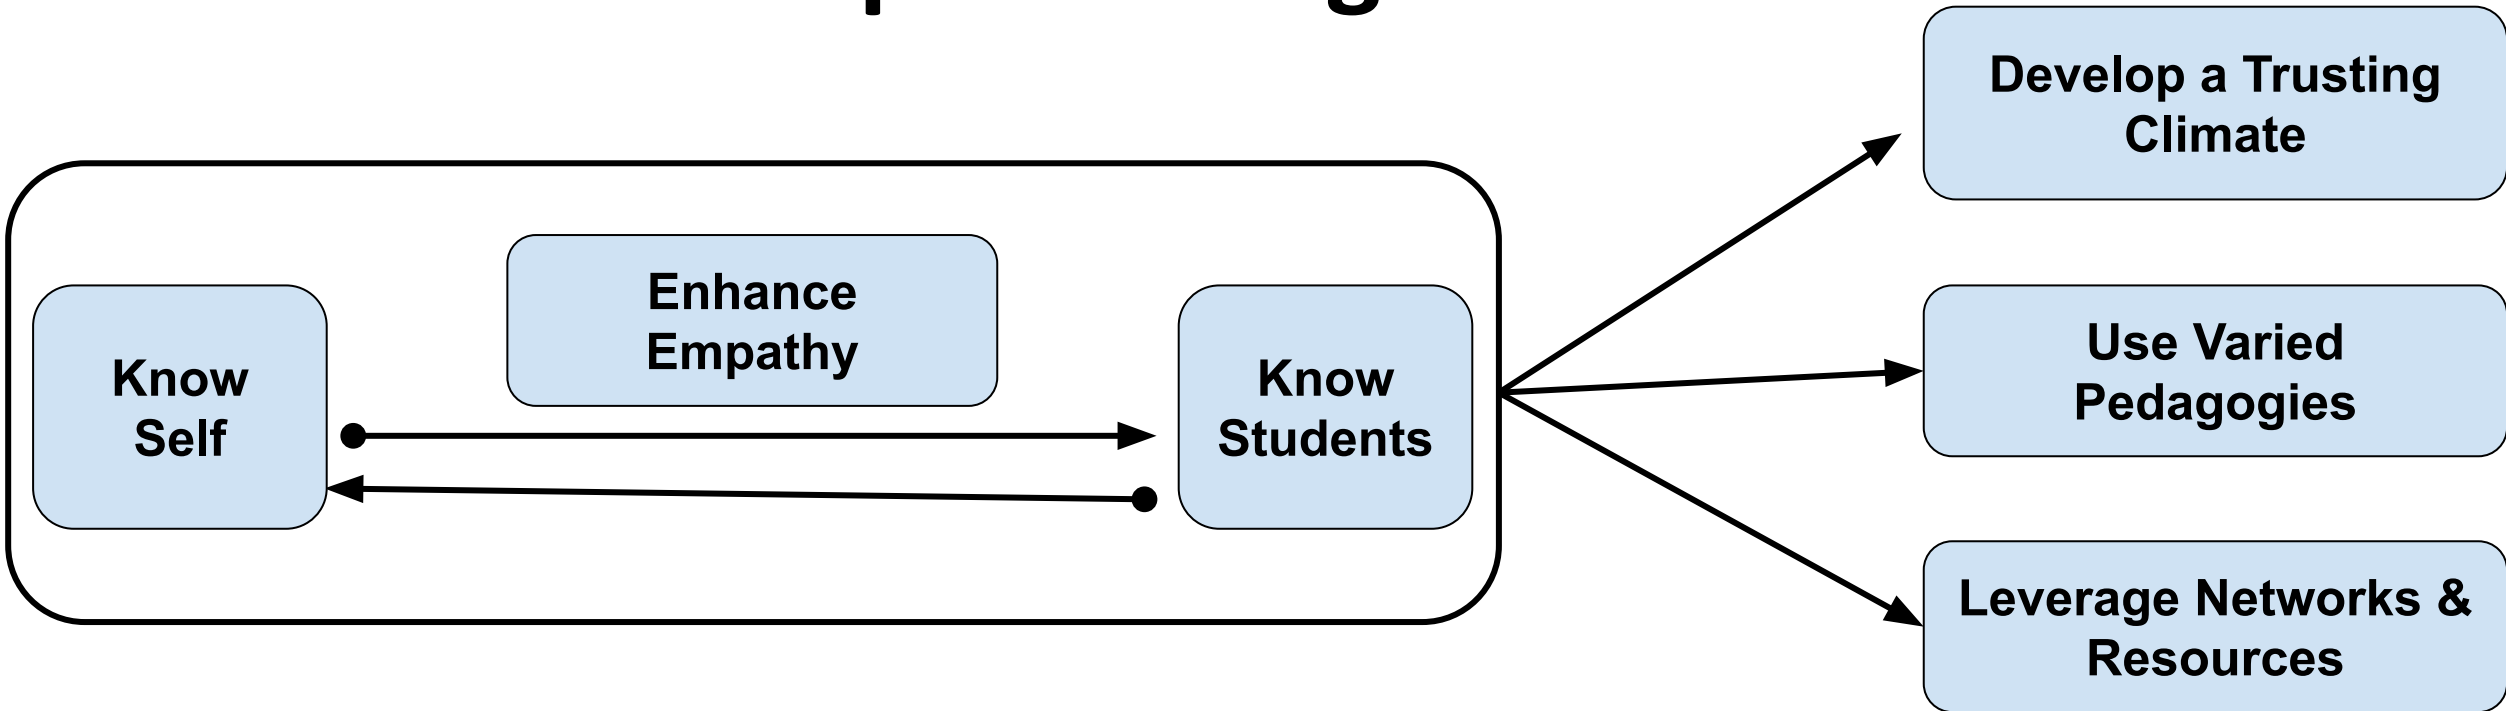 Enhance
Empathy
Know
Self
Know
Students
Develop a Trusting
Climate
Use Varied
Pedagogies
Leverage Networks &
Resources